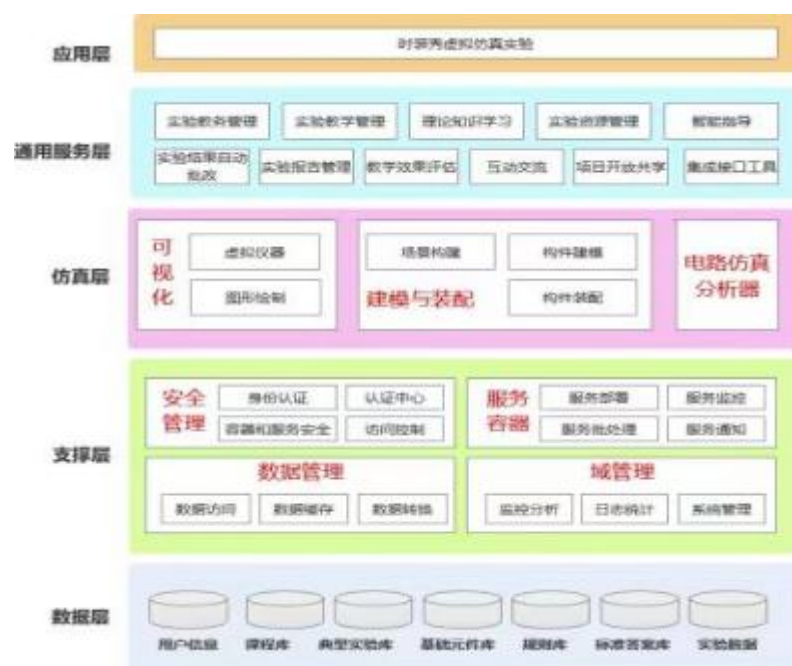 应用层
时装秀虚拟仿真实验
通用服务层
实验教务管理
实验教学管理
理论知识学习
实验资源管理
智能指导
实验结果自动
批改
实验报告管理
教学效果评估
互动交流
项目开放共享
集成接口工具
仿真层
可
视
化
虚拟仪器
图形绘制
场景构建
构件建模
建模与装配
构件装配
电路仿真
分析器
支撑层
安全
管理
身份认证
认证中心
容器和服务安全
访问控制
服务
容器
服务部署
服务监控
服务批处理
服务通知
数据管理
数据访问
数据缓存
数据转换
域管理
监控分析
日志统计
系统管理
数据层
用户信息
课程库
典型实验库
基础元件库
规则库
标准答案库
实验数据